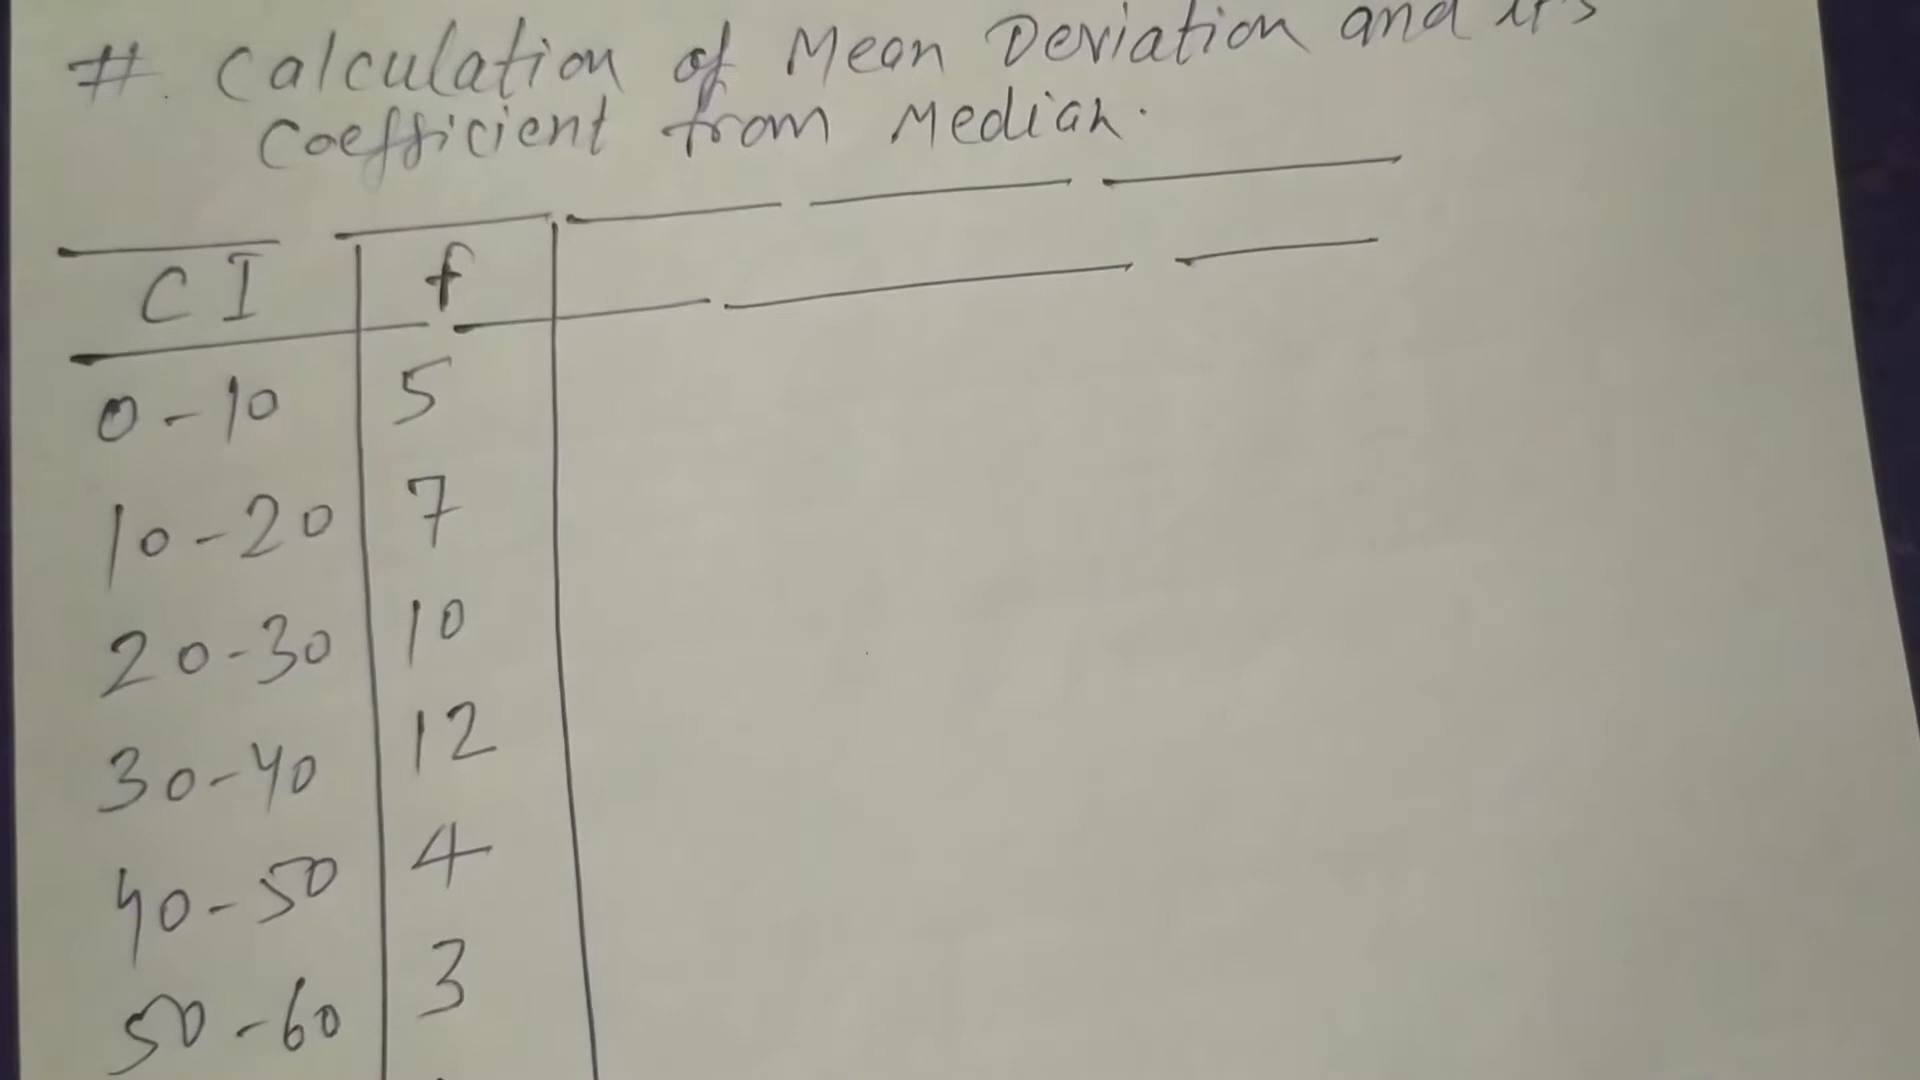 #. Calculation of Mean Deviation and it's
Coefficient from Median.
CI f
0-10 5
10-20 7
20-30 10
30-40 12
40-50 4
50-60 3